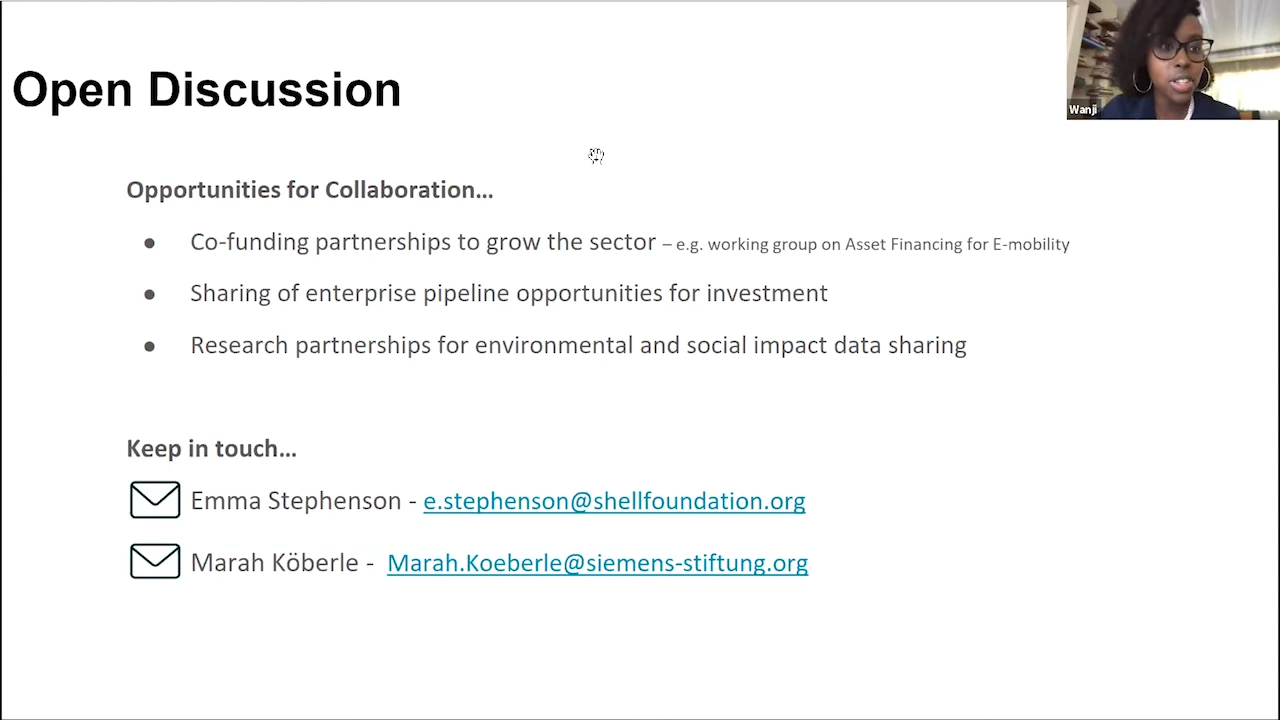 Wanji
Open Discussion
Opportunities for Collaboration...
● Co-funding partnerships to grow the sector – e.g. working group on Asset Financing for E-mobility
● Sharing of enterprise pipeline opportunities for investment
● Research partnerships for environmental and social impact data sharing
Keep in touch...
Emma Stephenson - e.stephenson@shellfoundation.org
Marah Köberle - Marah.Koeberle@siemens-stiftung.org